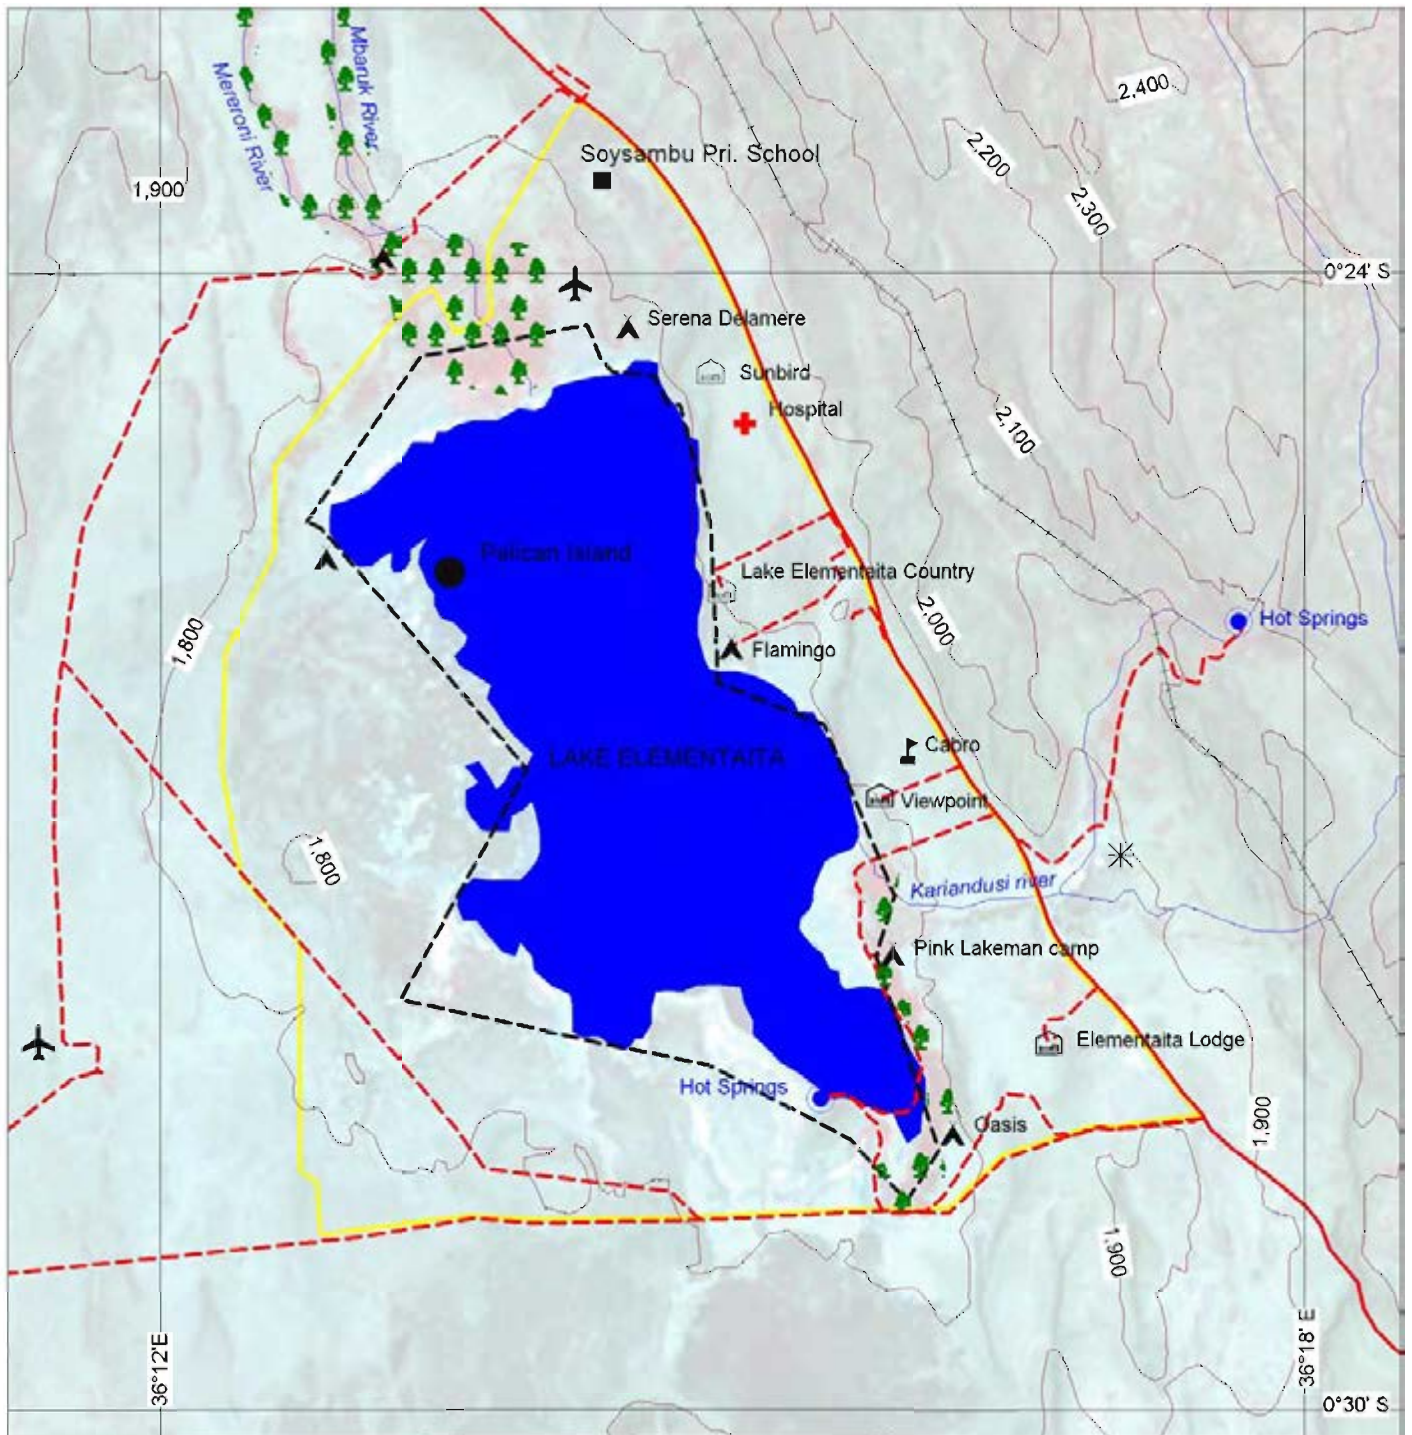 Mbaruk River
Mereroni River
2,400
Soysambu Pri. School
2,200
1,900
2,300
0°24' S
Serena Delamere
Sunbird
Hospital
2,100
Pelican Island
Lake Elementaita Country
2,000
Hot Springs
1,800
Flamingo
Cabro
LAKE ELEMENTAITA
Viewpoint
1,800
Kariandusi river
Pink Lakeman camp
Elementaita Lodge
Hot Springs
1,900
Oasis
1,900
36°12'E
36°18' E
0°30' S